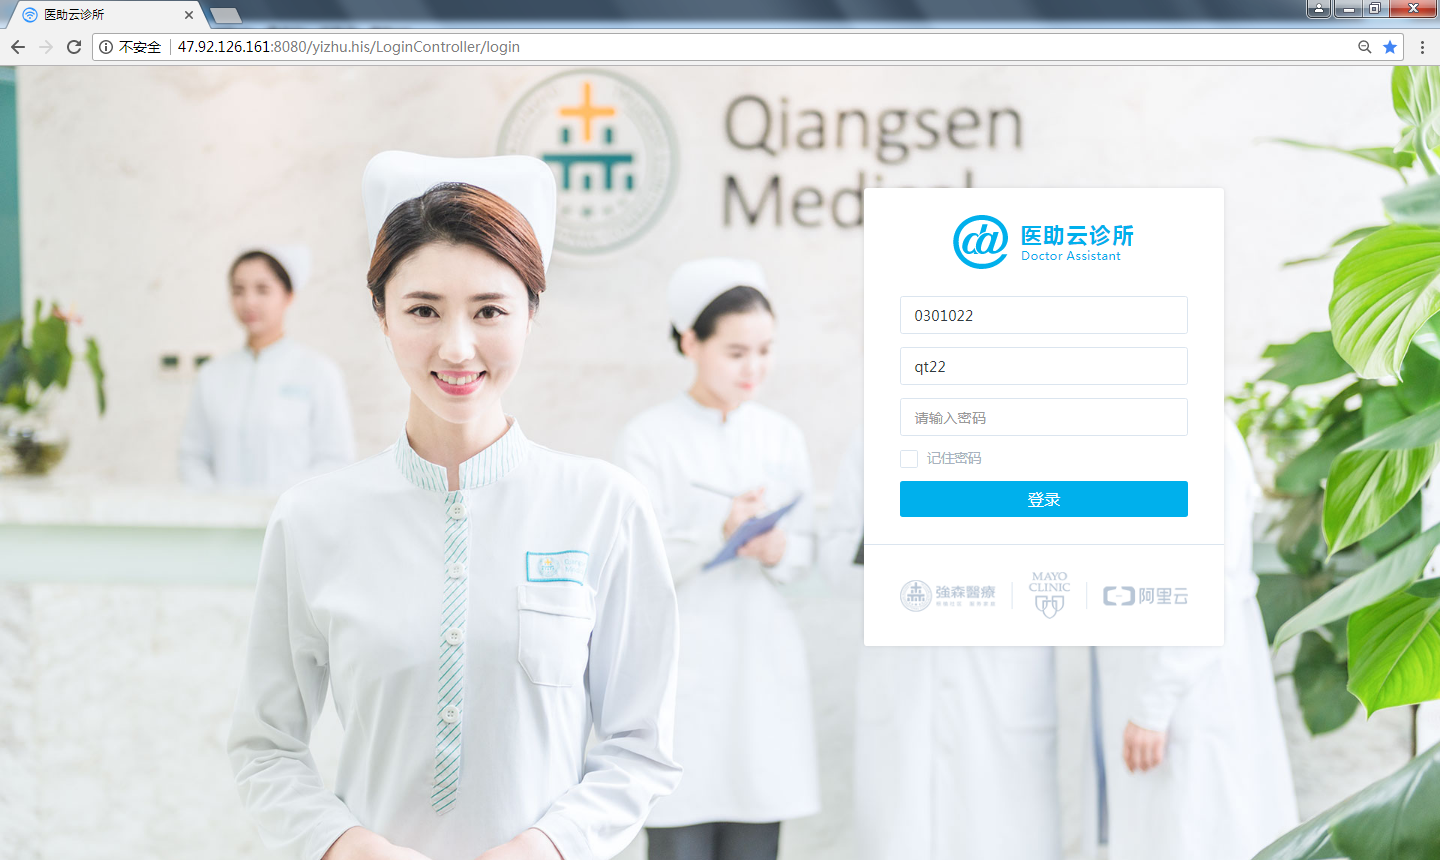 医助云诊所
不安全 47.92.126.161:8080/yizhu.his/LoginController/login
Qiangsen
Medical
医助云诊所
Doctor Assistant
0301022
qt22
请输入密码
记住密码
登录
強森醫療
MAYO
CLINIC
阿里云